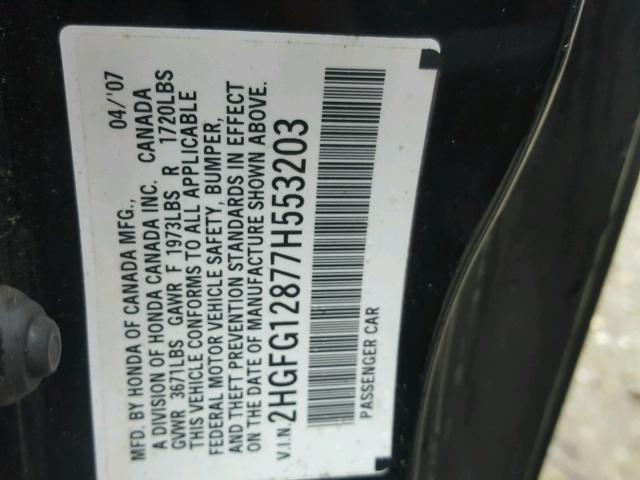 MFD. BY HONDA OF CANADA MFG., 04/'07
A DIVISION OF HONDA CANADA INC. CANADA
GVWR 3671LBS GAWR F 1973LBS R 1720LBS
THIS VEHICLE CONFORMS TO ALL APPLICABLE
FEDERAL MOTOR VEHICLE SAFETY, BUMPER,
AND THEFT PREVENTION STANDARDS IN EFFECT
ON THE DATE OF MANUFACTURE SHOWN ABOVE.
V.I.N. 2HGFG12877H553203
PASSENGER CAR